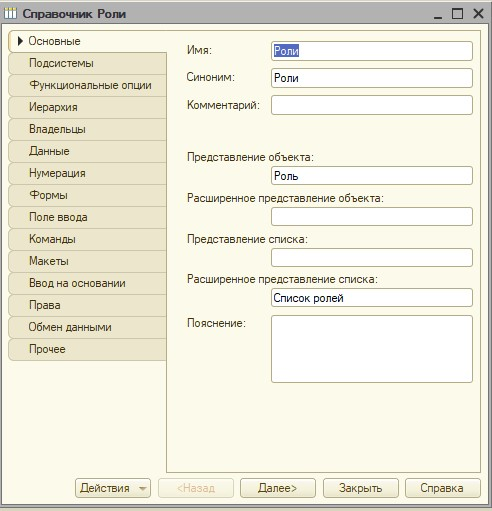 Справочник Роли
Основные
Подсистемы
Функциональные опции
Иерархия
Владельцы
Данные
Нумерация
Формы
Поле ввода
Команды
Макеты
Ввод на основании
Права
Обмен данными
Прочее
Имя: Роли
Синоним: Роли
Комментарий:
Представление объекта:
Роль
Расширенное представление объекта:
Представление списка:
Расширенное представление списка:
Список ролей
Пояснение:
Действия <Назад Далее> Закрыть Справка